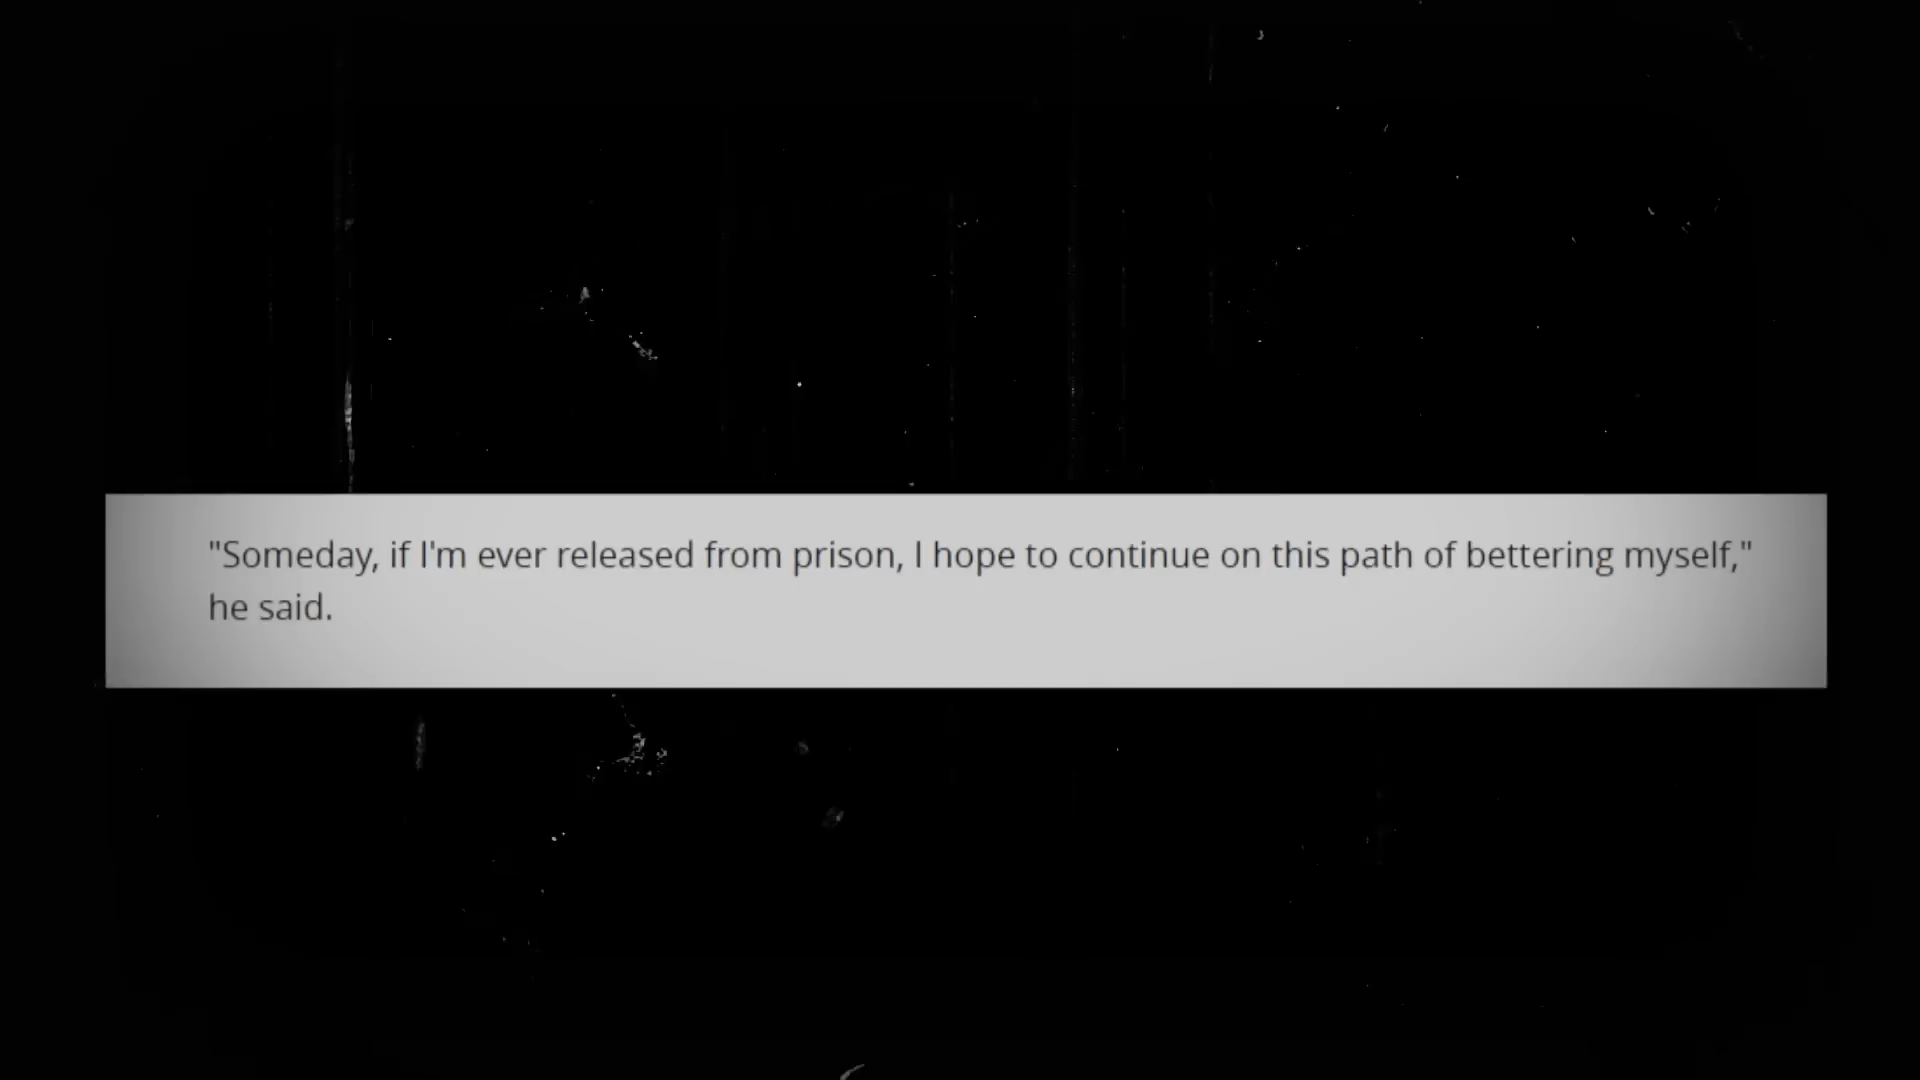 "Someday, if I'm ever released from prison, I hope to continue on this path of bettering myself,"
he said.